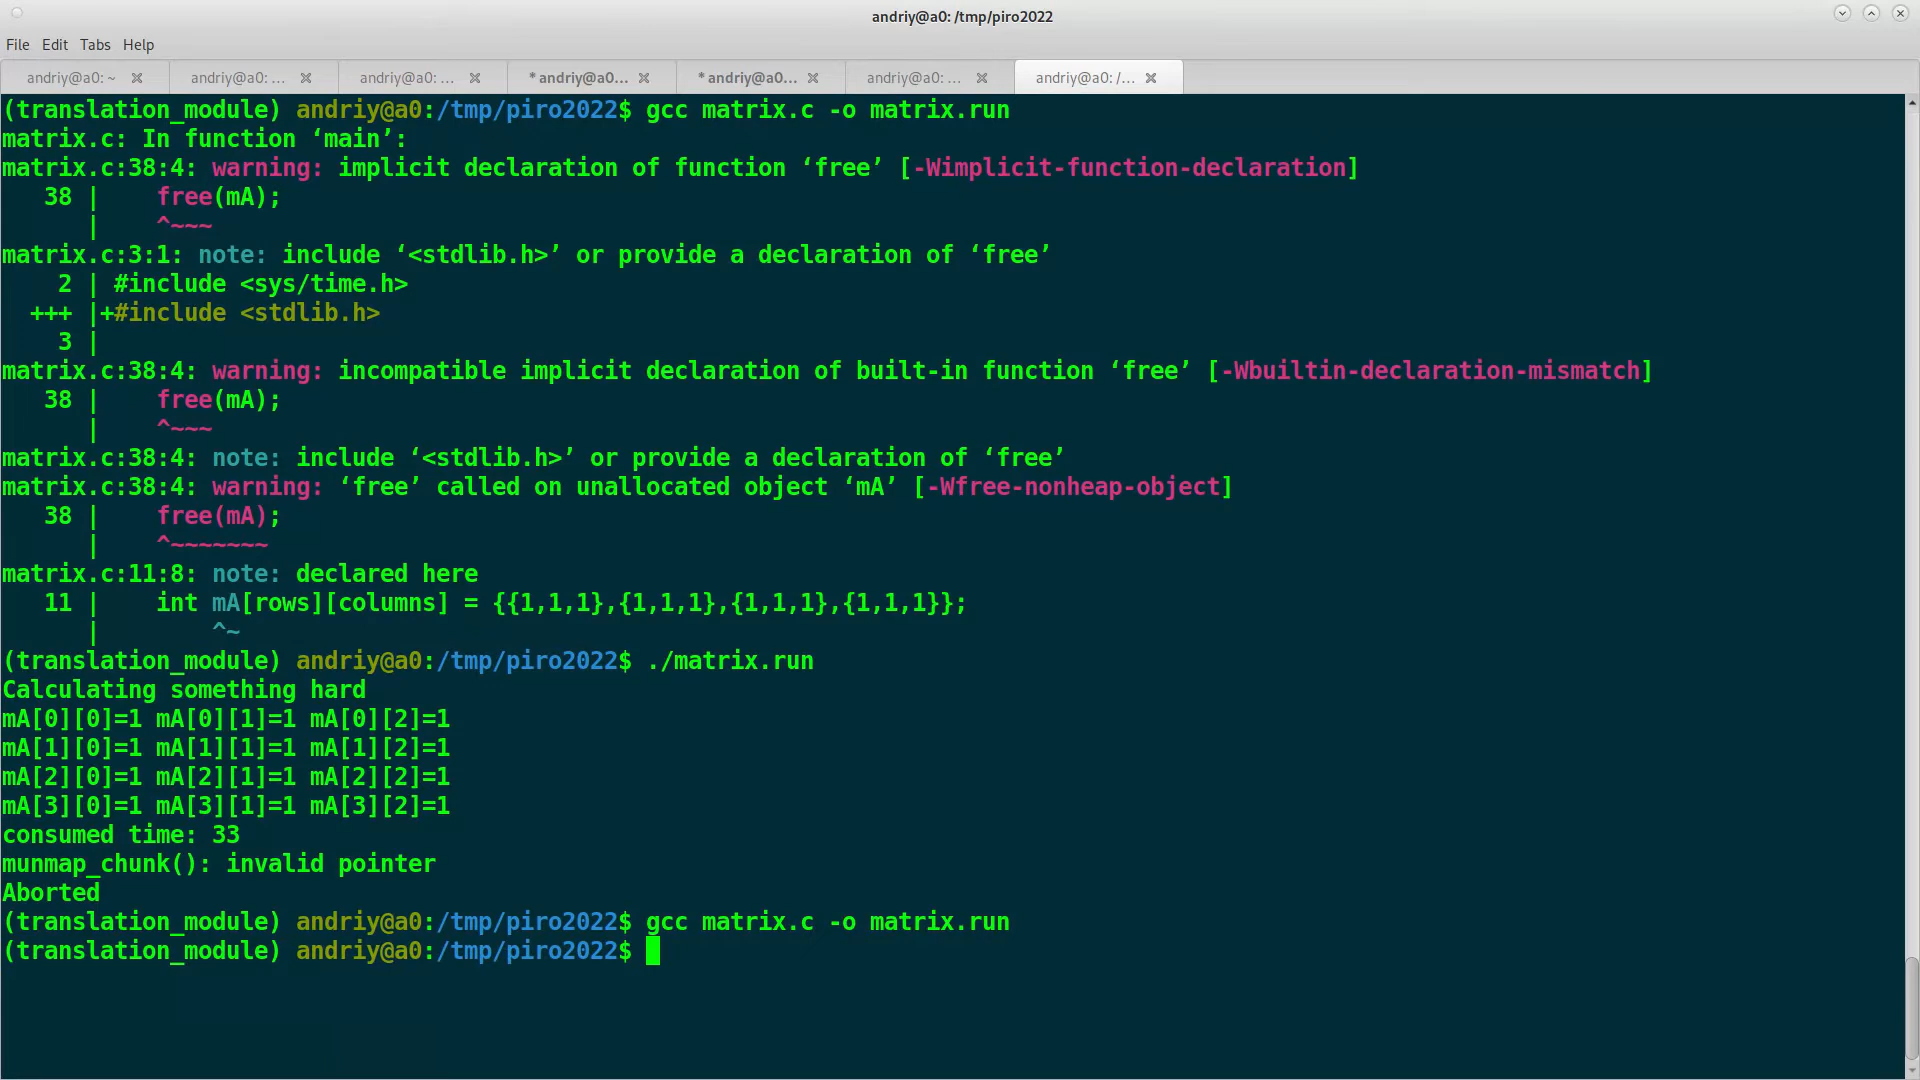 andriy@a0: /tmp/piro2022
File Edit Tabs Help
andriy@a0: ~ andriy@a0: ... andriy@a0: ... * andriy@a0... * andriy@a0... andriy@a0: ... andriy@a0: /...
(translation_module) andriy@a0:/tmp/piro2022$ gcc matrix.c -o matrix.run
matrix.c: In function ‘main’:
matrix.c:38:4: warning: implicit declaration of function ‘free’ [-Wimplicit-function-declaration]
   38 |    free(mA);
      |    ^~~~
matrix.c:3:1: note: include ‘<stdlib.h>’ or provide a declaration of ‘free’
    2 | #include <sys/time.h>
  +++ |+#include <stdlib.h>
    3 |
matrix.c:38:4: warning: incompatible implicit declaration of built-in function ‘free’ [-Wbuiltin-declaration-mismatch]
   38 |    free(mA);
      |    ^~~~
matrix.c:38:4: note: include ‘<stdlib.h>’ or provide a declaration of ‘free’
matrix.c:38:4: warning: ‘free’ called on unallocated object ‘mA’ [-Wfree-nonheap-object]
   38 |    free(mA);
      |    ^~~~~~~~
matrix.c:11:8: note: declared here
   11 |    int mA[rows][columns] = {{1,1,1},{1,1,1},{1,1,1},{1,1,1}};
      |        ^~
(translation_module) andriy@a0:/tmp/piro2022$ ./matrix.run
Calculating something hard
mA[0][0]=1 mA[0][1]=1 mA[0][2]=1
mA[1][0]=1 mA[1][1]=1 mA[1][2]=1
mA[2][0]=1 mA[2][1]=1 mA[2][2]=1
mA[3][0]=1 mA[3][1]=1 mA[3][2]=1
consumed time: 33
munmap_chunk(): invalid pointer
Aborted
(translation_module) andriy@a0:/tmp/piro2022$ gcc matrix.c -o matrix.run
(translation_module) andriy@a0:/tmp/piro2022$